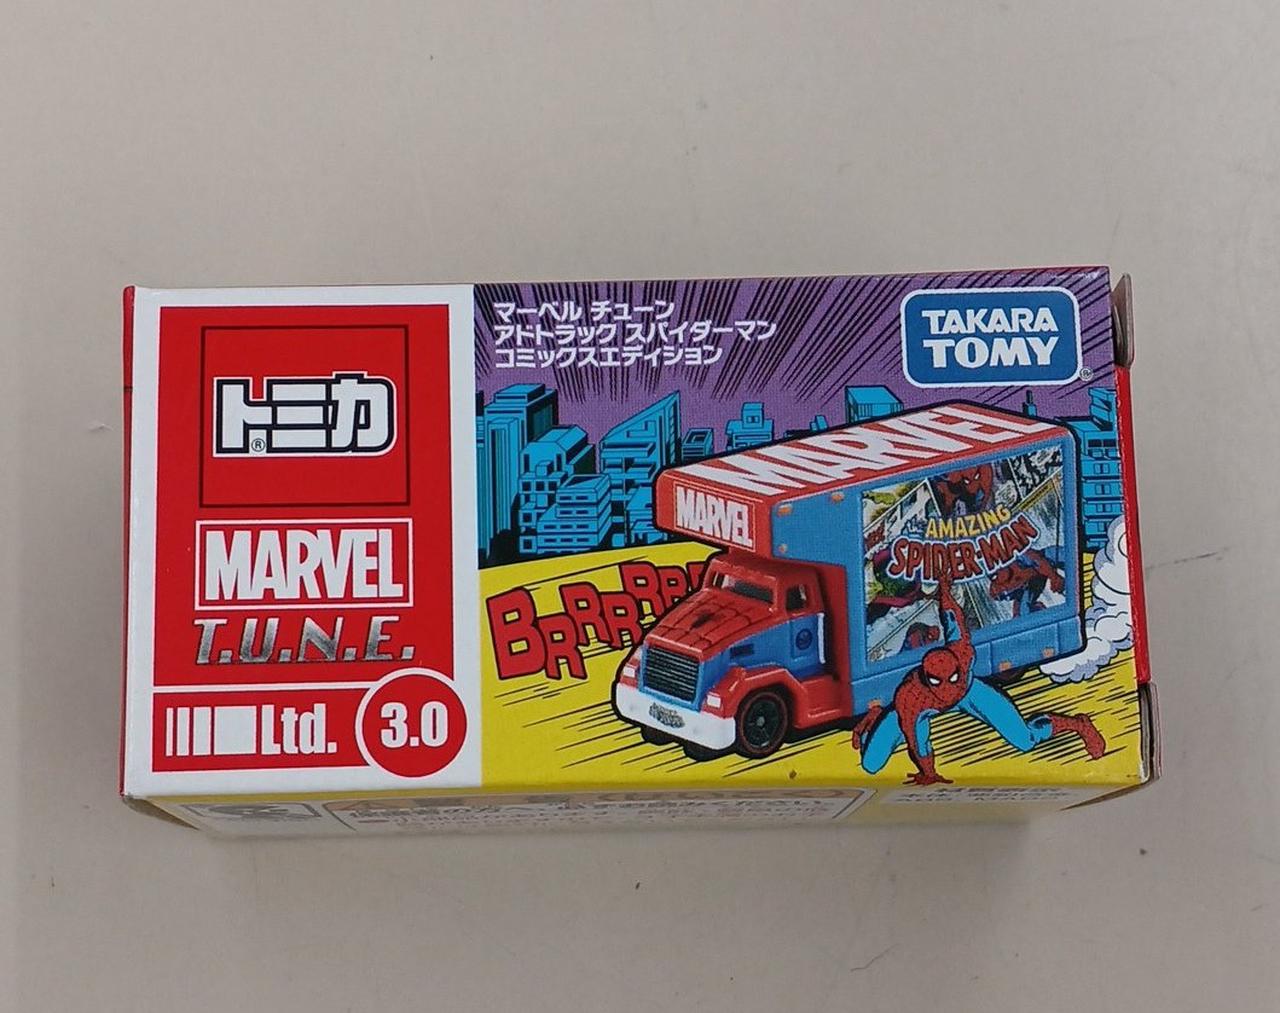 トミカ
MARVEL
T.U.N.E.
Ltd. 3.0
マーベル チューン
アドトラック スパイダーマン
コミックスエディション
TAKARA
TOMY
MARVEL
MARVEL
AMAZING
SPIDER-MAN
BRRRRRR